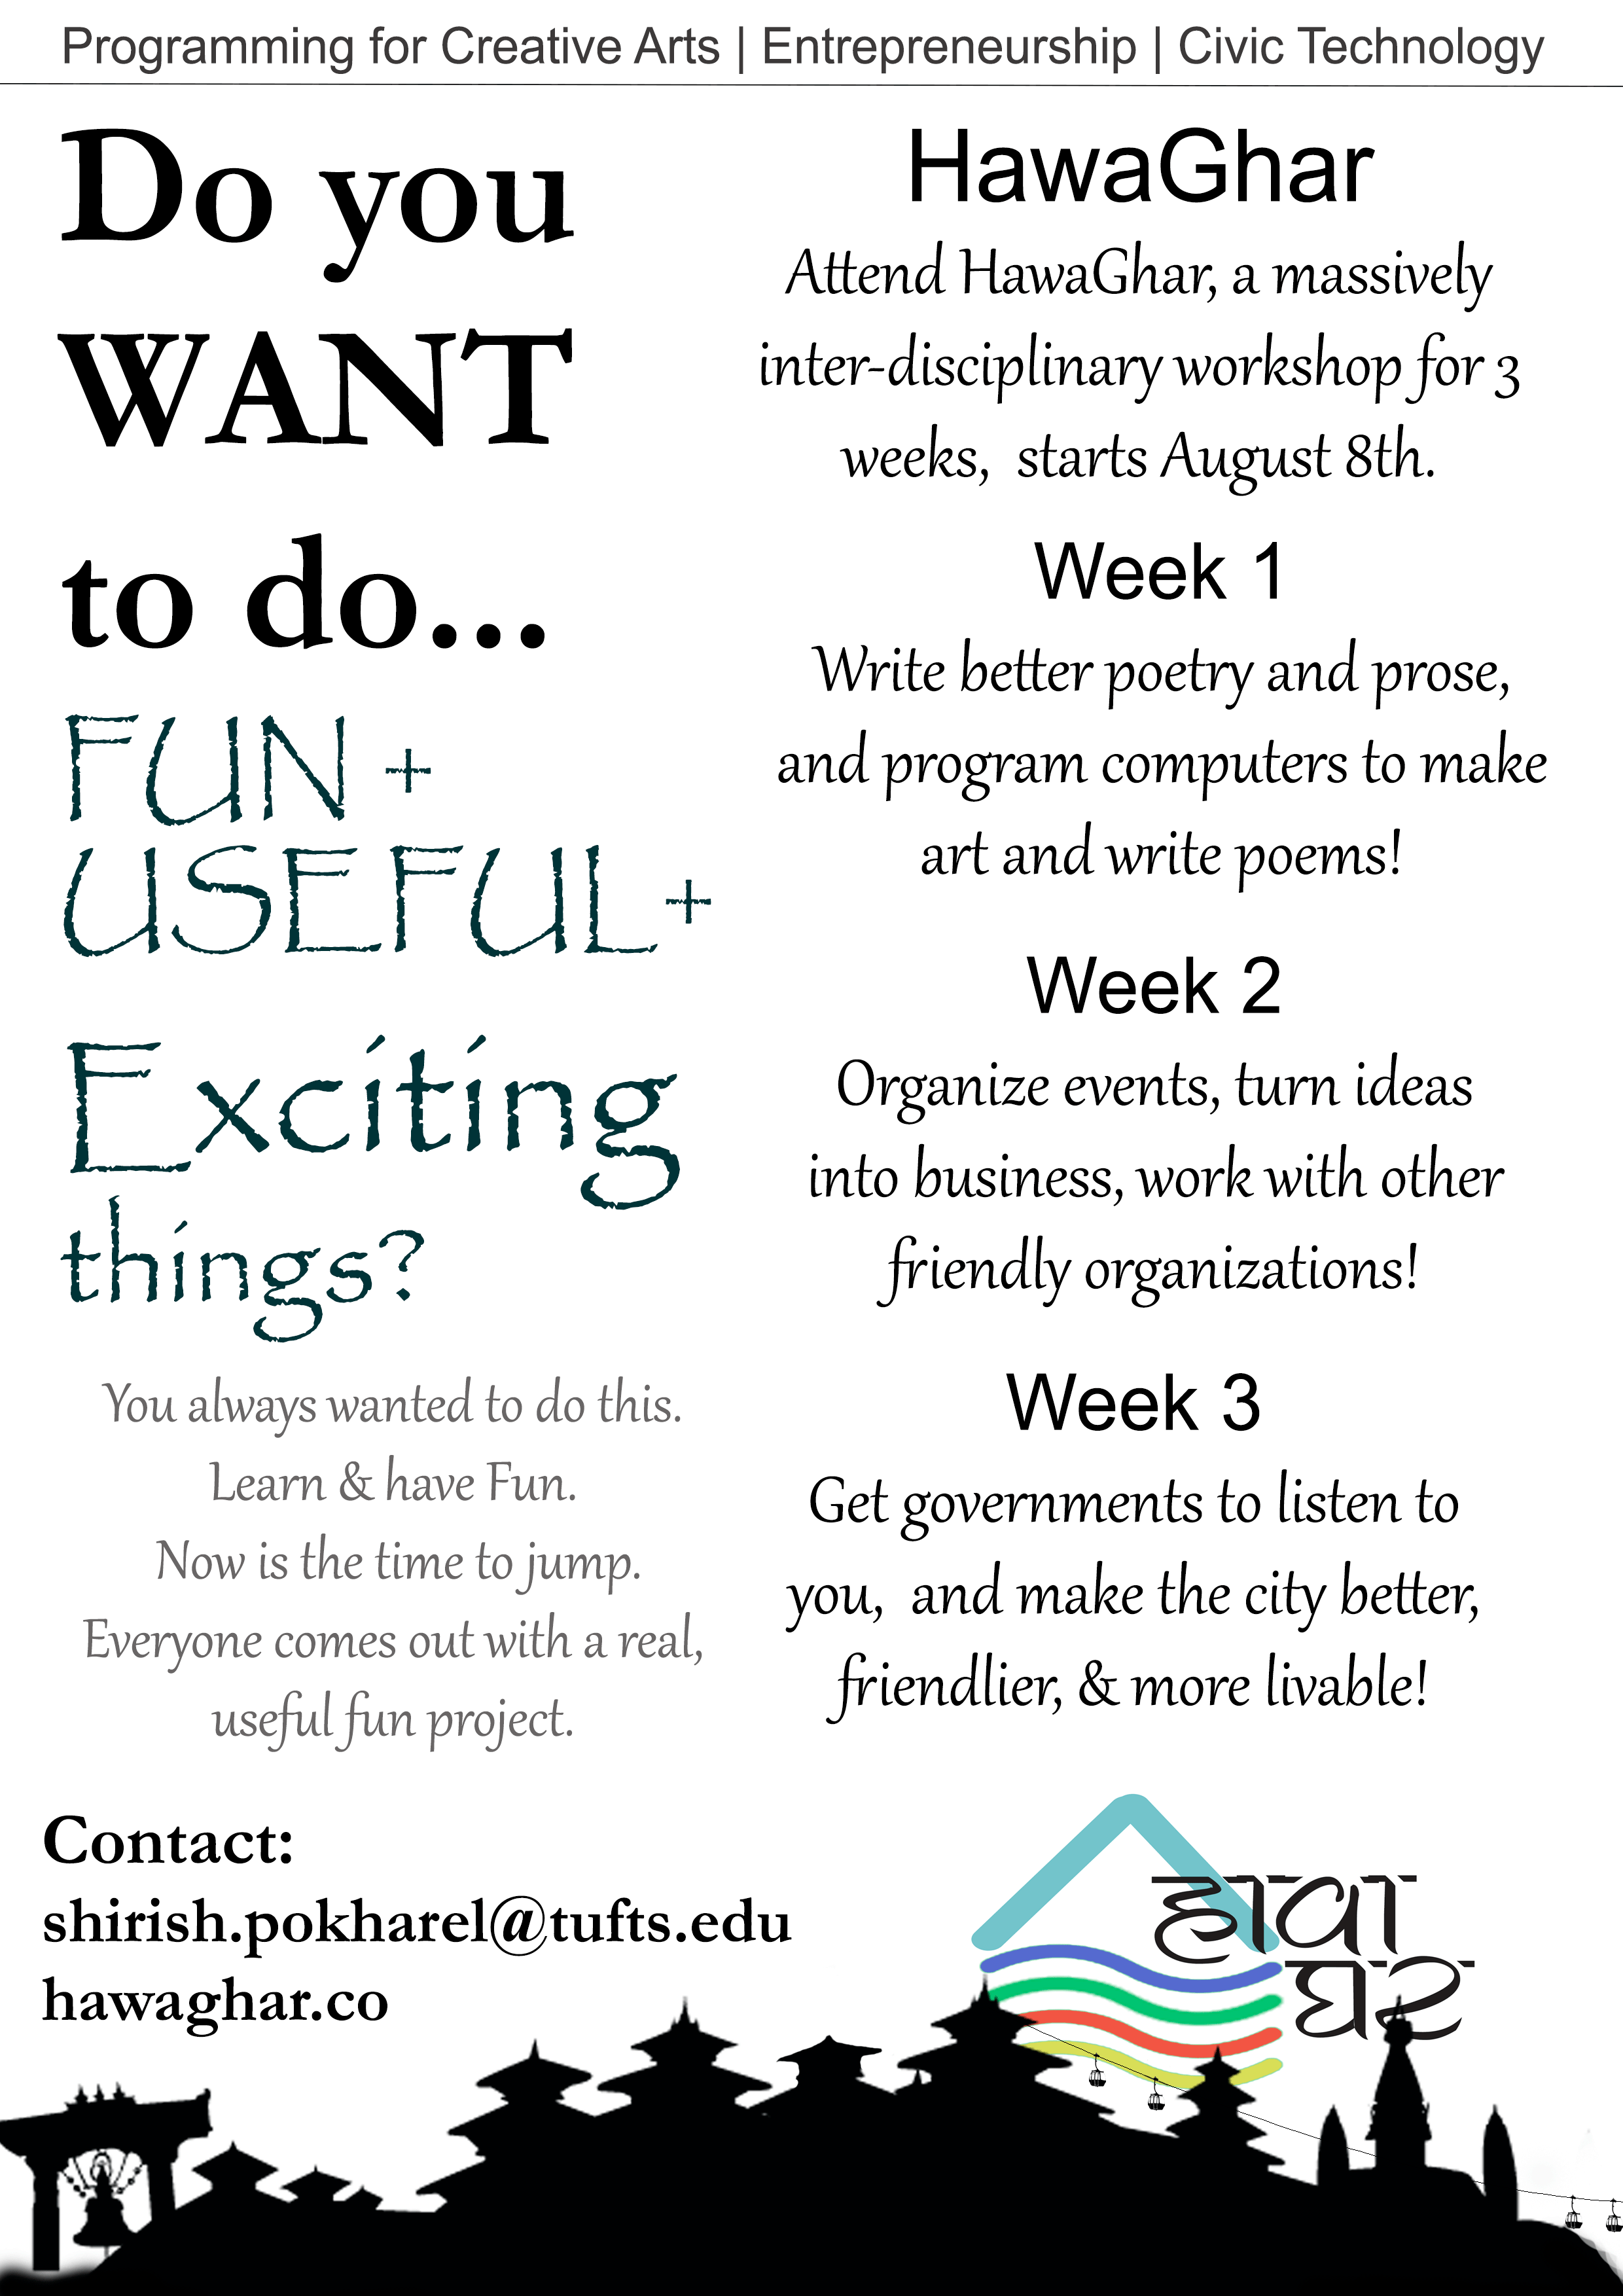 Programming for Creative Arts | Entrepreneurship | Civic Technology
Do you
WANT
to do...
FUN +
USEFUL+
Exciting
things?
You always wanted to do this.
Learn & have Fun.
Now is the time to jump.
Everyone comes out with a real,
useful fun project.
Contact:
shirish.pokharel@tufts.edu
hawaghar.co
HawaGhar
Attend HawaGhar, a massively
inter-disciplinary workshop for 3
weeks,  starts August 8th.
Week 1
Write better poetry and prose,
and program computers to make
art and write poems!
Week 2
Organize events, turn ideas
into business, work with other
friendly organizations!
Week 3
Get governments to listen to
you,  and make the city better,
friendlier, & more livable!
हावा
घर